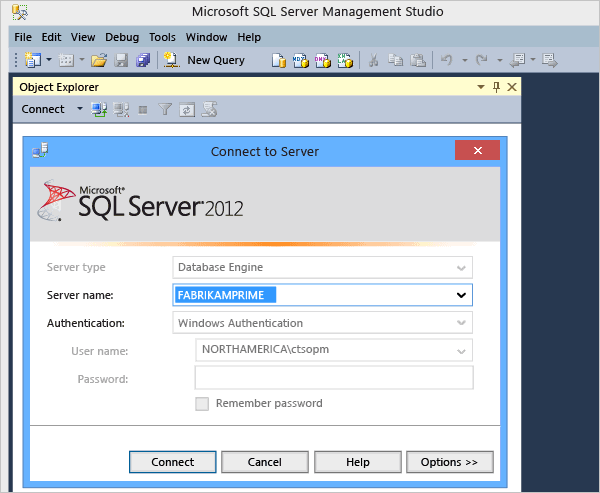 Microsoft SQL Server Management Studio
File Edit View Debug Tools Window Help
New Query
Object Explorer
Connect
Connect to Server
Microsoft®
SQL Server 2012
Server type
Database Engine
Server name:
FABRIKAMPRIME
Authentication:
Windows Authentication
User name:
NORTHAMERICA\ctsopm
Password:
Remember password
Connect Cancel Help Options >>